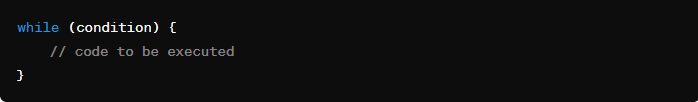 while (condition) {
    // code to be executed
}